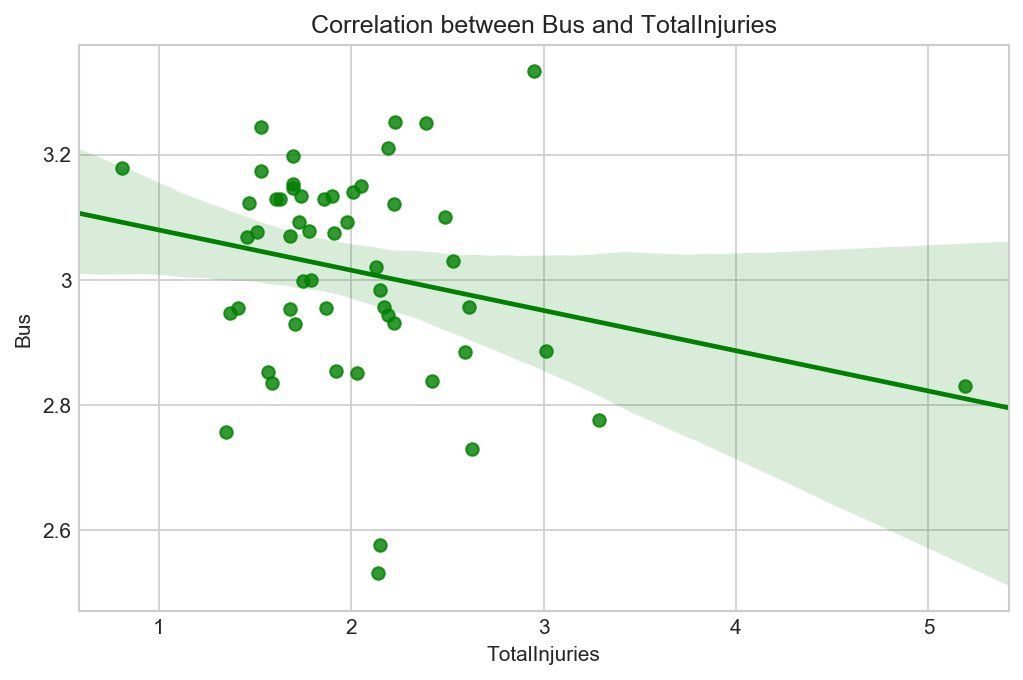 Correlation between Bus and TotalInjuries
3.2
3
2.8
2.6
Bus
1 2 3 4 5
TotalInjuries